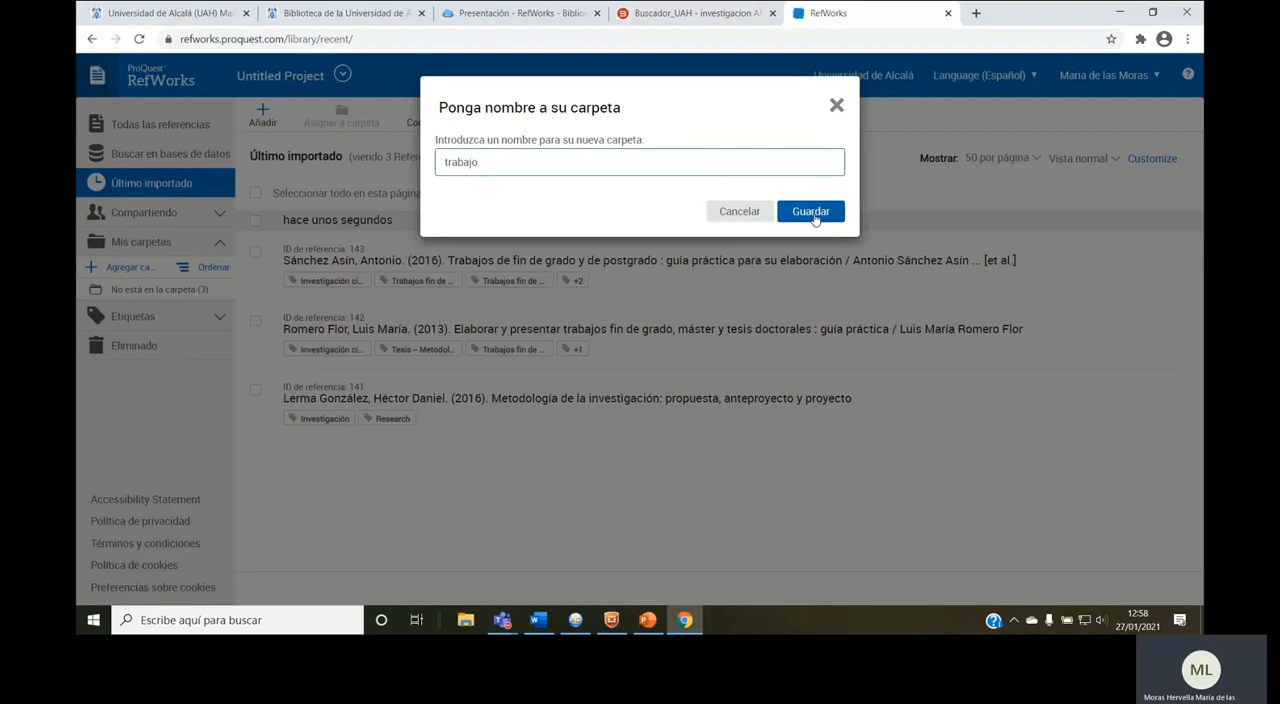 Universidad de Alcalá (UAH) Ma
Biblioteca de la Universidad de A
Presentación - RefWorks - Bibliog
Buscador_UAH - investigacion A
RefWorks
refworks.proquest.com/library/recent/
ProQuest
RefWorks
Untitled Project
Universidad de Alcalá
Language (Español)
Maria de las Moras
Ponga nombre a su carpeta
Introduzca un nombre para su nueva carpeta:
trabajo
Cancelar
Guardar
Todas las referencias
Buscar en bases de datos
Último importado
Compartiendo
Mis carpetas
Agregar ca...
Ordenar
No está en la carpeta (3)
Etiquetas
Eliminado
Accessibility Statement
Política de privacidad
Términos y condiciones
Política de cookies
Preferencias sobre cookies
Añadir
Asignar a carpeta
Último importado (viendo 3 Refer
Mostrar: 50 por página
Vista normal
Customize
Seleccionar todo en esta página
hace unos segundos
ID de referencia: 143
Sánchez Asín, Antonio. (2016). Trabajos de fin de grado y de postgrado : guía práctica para su elaboración / Antonio Sánchez Asín ... [et al.]
Investigación ci...
Trabajos fin de ...
Trabajos fin de ...
+2
ID de referencia: 142
Romero Flor, Luis María. (2013). Elaborar y presentar trabajos fin de grado, máster y tesis doctorales : guía práctica / Luis María Romero Flor
Investigación ci...
Tesis – Metodol...
Trabajos fin de ...
+1
ID de referencia: 141
Lerma González, Héctor Daniel. (2016). Metodología de la investigación: propuesta, anteproyecto y proyecto
Investigación
Research
Escribe aquí para buscar
12:58
27/01/2021
ML
Moras Hervella María de las